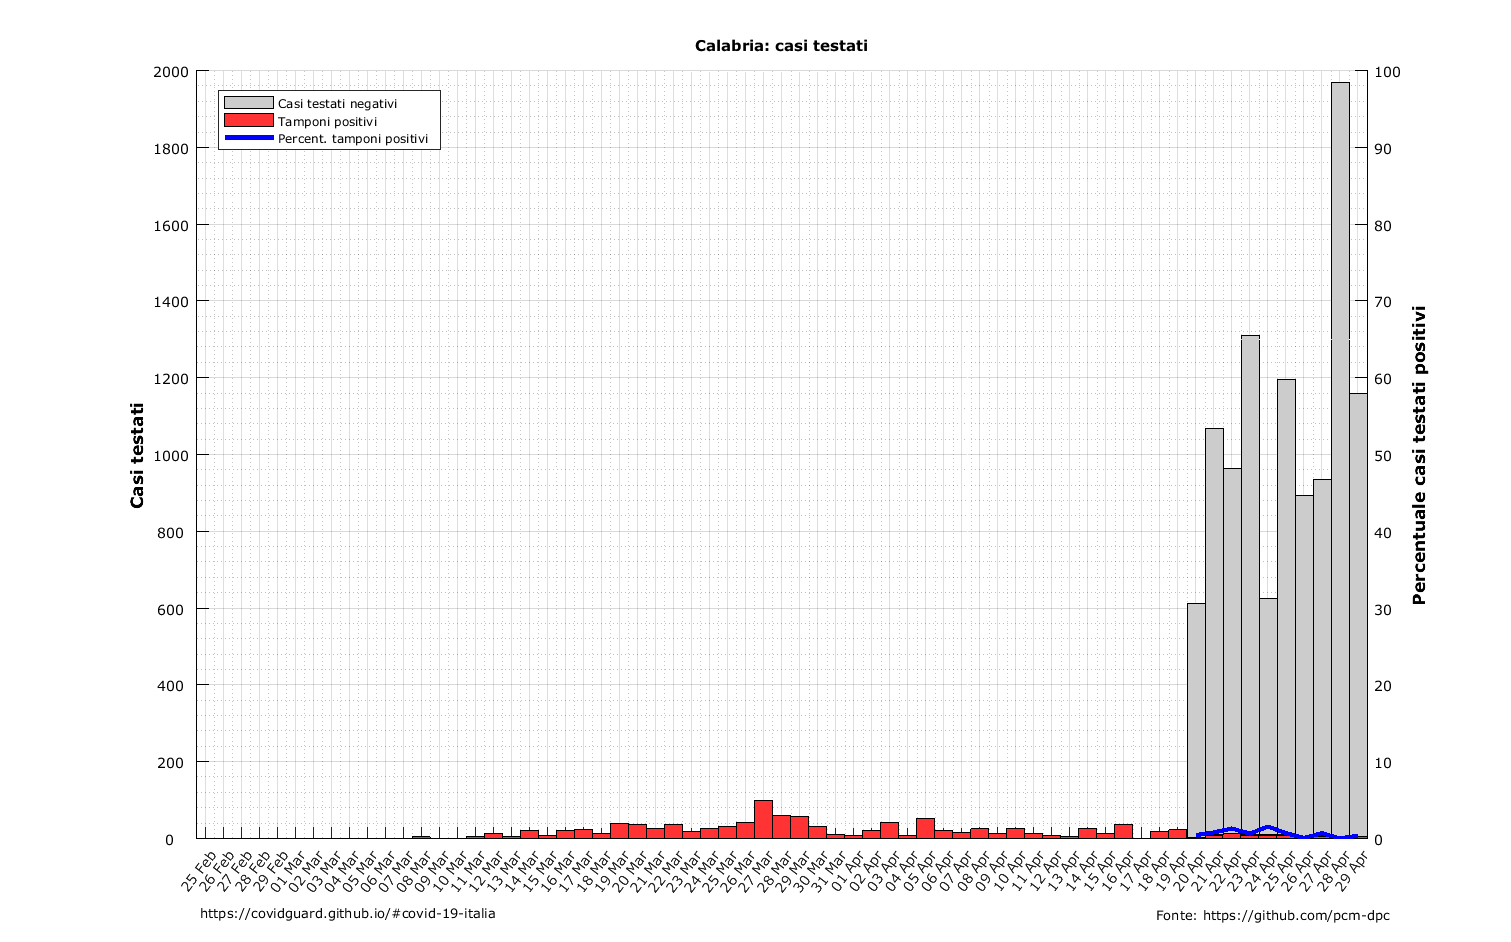 Calabria: casi testati
Casi testati negativi
Tamponi positivi
Percent. tamponi positivi
Casi testati
2000
1800
1600
1400
1200
1000
800
600
400
200
0
100
90
80
70
60
50
40
30
20
10
0
Percentuale casi testati positivi
25 Feb
26 Feb
27 Feb
28 Feb
29 Feb
01 Mar
02 Mar
03 Mar
04 Mar
05 Mar
06 Mar
07 Mar
08 Mar
09 Mar
10 Mar
11 Mar
12 Mar
13 Mar
14 Mar
15 Mar
16 Mar
17 Mar
18 Mar
19 Mar
20 Mar
21 Mar
22 Mar
23 Mar
24 Mar
25 Mar
26 Mar
27 Mar
28 Mar
29 Mar
30 Mar
31 Mar
01 Apr
02 Apr
03 Apr
04 Apr
05 Apr
06 Apr
07 Apr
08 Apr
09 Apr
10 Apr
11 Apr
12 Apr
13 Apr
14 Apr
15 Apr
16 Apr
17 Apr
18 Apr
19 Apr
20 Apr
21 Apr
22 Apr
23 Apr
24 Apr
25 Apr
26 Apr
27 Apr
28 Apr
29 Apr
https://covidguard.github.io/#covid-19-italia
Fonte: https://github.com/pcm-dpc